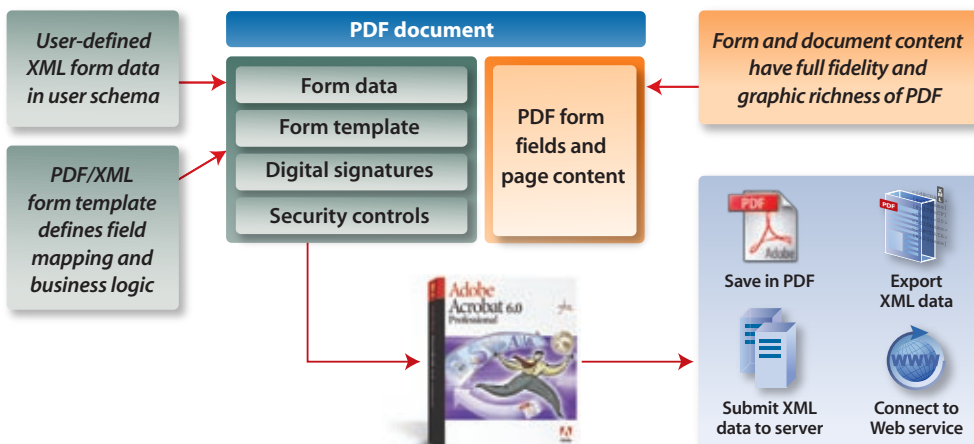 User-defined
XML form data
in user schema
PDF/XML
form template
defines field
mapping and
business logic
PDF document
Form data
Form template
Digital signatures
Security controls
PDF form
fields and
page content
Form and document content
have full fidelity and
graphic richness of PDF
Adobe
Acrobat 6.0
Professional
PDF
Adobe
Save in PDF
PDF
XML
Export
XML data
Submit XML
data to server
WWW
Connect to
Web service